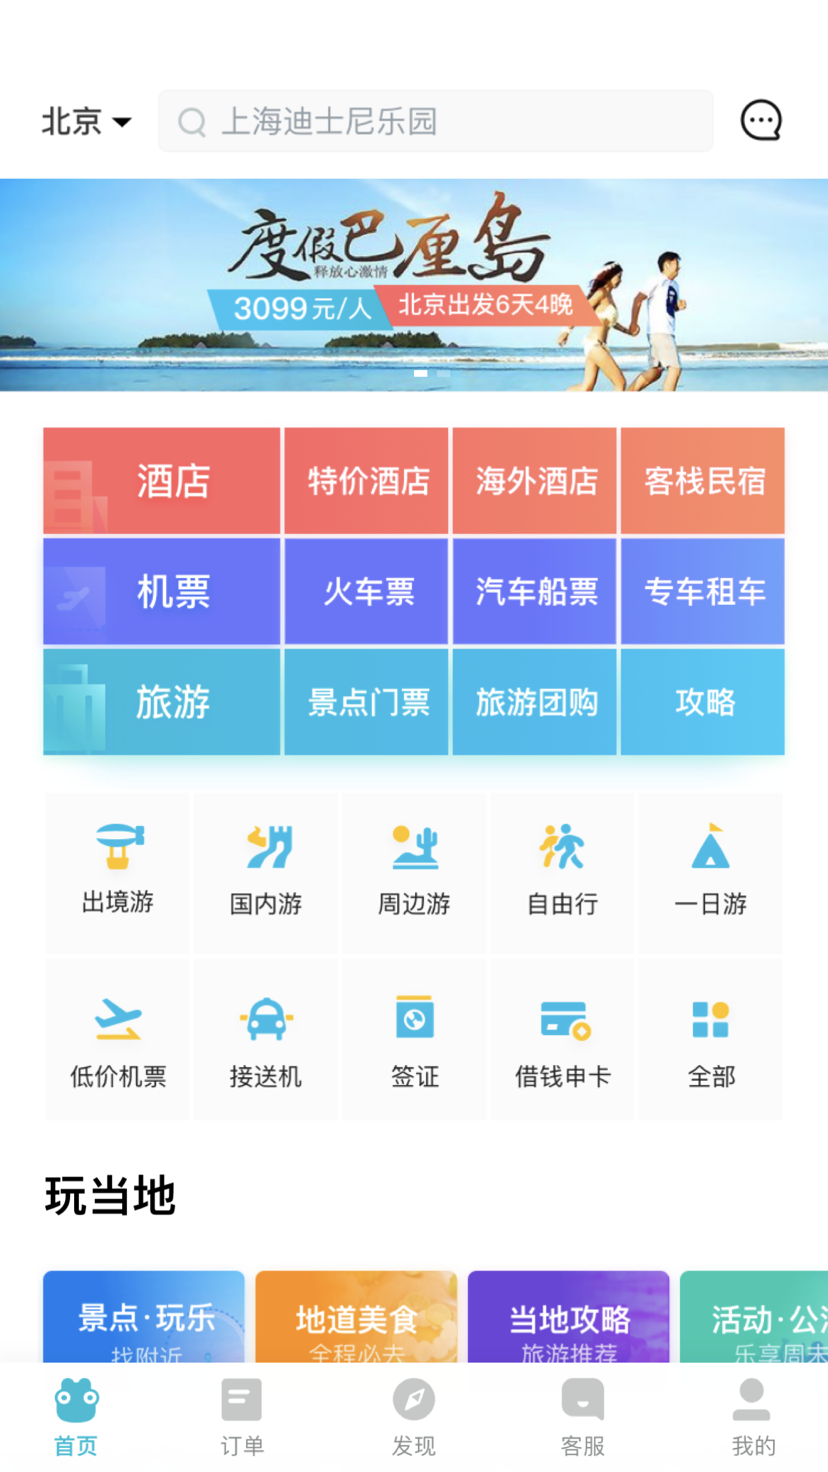 北京
上海迪士尼乐园
度假巴厘岛
释放心激情
3099元/人
北京出发6天4晚
酒店
特价酒店
海外酒店
客栈民宿
机票
火车票
汽车船票
专车租车
旅游
景点门票
旅游团购
攻略
出境游
国内游
周边游
自由行
一日游
低价机票
接送机
签证
借钱申卡
全部
玩当地
景点·玩乐
地道美食
当地攻略
活动·公
找附近
全程必去
旅游推荐
乐享周末
首页
订单
发现
客服
我的